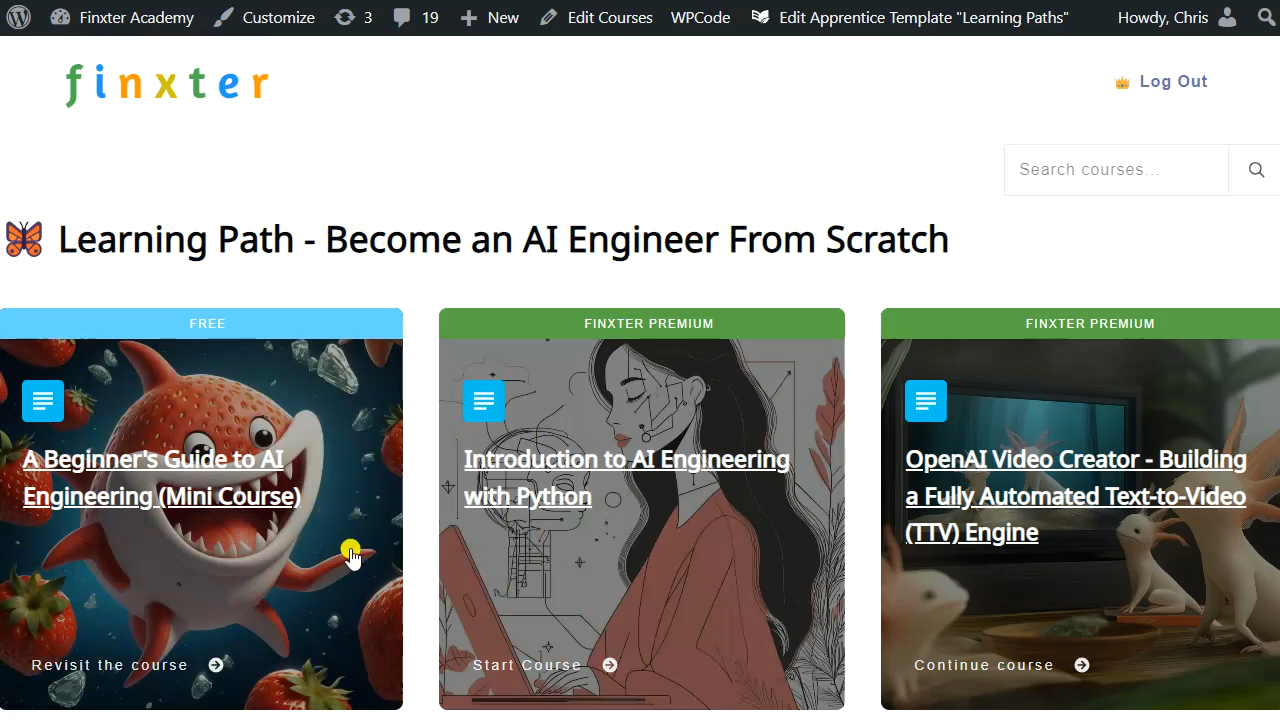 Finxter Academy Customize 3 19 New Edit Courses WPCode Edit Apprentice Template "Learning Paths" Howdy, Chris
finxter
Log Out
Search courses...
Learning Path - Become an AI Engineer From Scratch
FREE
A Beginner's Guide to AI
Engineering (Mini Course)
Revisit the course
FINXTER PREMIUM
Introduction to AI Engineering
with Python
Start Course
FINXTER PREMIUM
OpenAI Video Creator - Building
a Fully Automated Text-to-Video
(TTV) Engine
Continue course